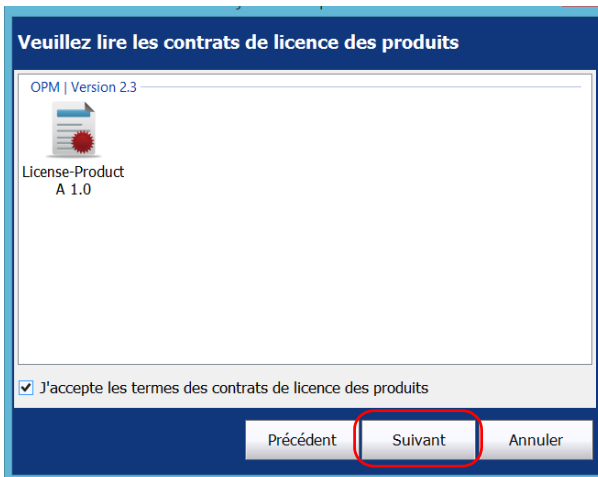 Veuillez lire les contrats de licence des produits
OPM | Version 2.3
License-Product
A 1.0
J'accepte les termes des contrats de licence des produits
Précédent Suivant Annuler